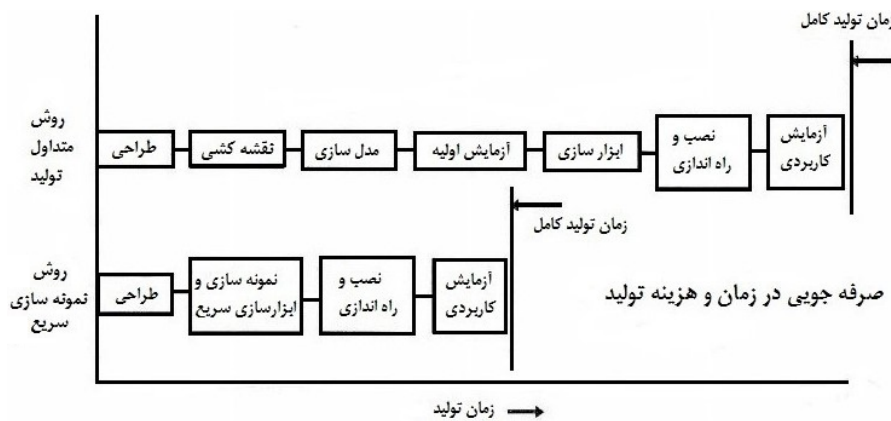 زمان تولید کامل
روش
متداول
تولید
طراحی
نقشه کشی
مدل سازی
آزمایش اولیه
ابزار سازی
نصب و
راه اندازی
آزمایش
کاربردی
زمان تولید کامل
روش
نمونه سازی
سریع
طراحی
نمونه سازی و
ابزارسازی سریع
نصب و
راه اندازی
آزمایش
کاربردی
صرفه جویی در زمان و هزینه تولید
زمان تولید